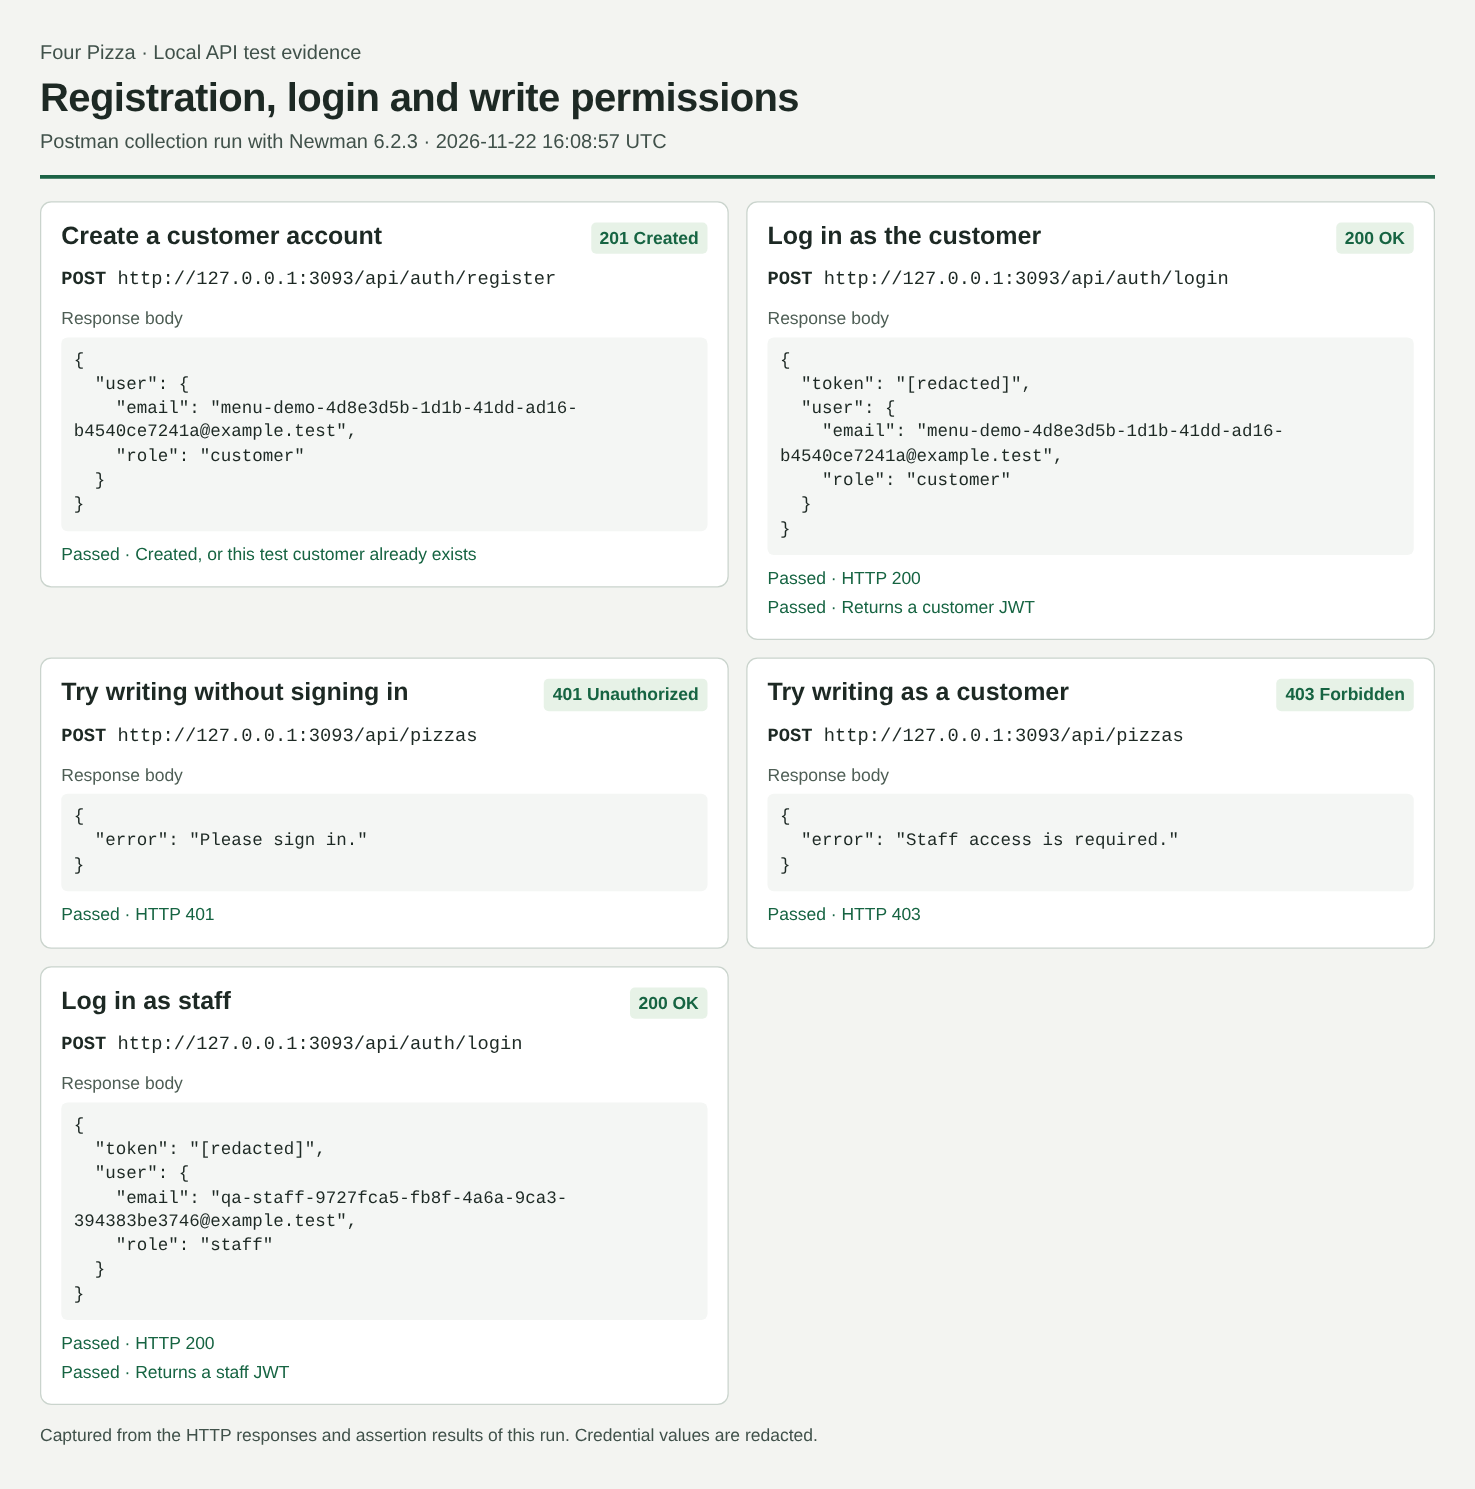 Four Pizza · Local API test evidence
Registration, login and write permissions
Postman collection run with Newman 6.2.3 · 2026-11-22 16:08:57 UTC
Create a customer account
201 Created
POST http://127.0.0.1:3093/api/auth/register
Response body
{
  "user": {
    "email": "menu-demo-4d8e3d5b-1d1b-41dd-ad16-
b4540ce7241a@example.test",
    "role": "customer"
  }
}
Passed · Created, or this test customer already exists
Log in as the customer
200 OK
POST http://127.0.0.1:3093/api/auth/login
Response body
{
  "token": "[redacted]",
  "user": {
    "email": "menu-demo-4d8e3d5b-1d1b-41dd-ad16-
b4540ce7241a@example.test",
    "role": "customer"
  }
}
Passed · HTTP 200
Passed · Returns a customer JWT
Try writing without signing in
401 Unauthorized
POST http://127.0.0.1:3093/api/pizzas
Response body
{
  "error": "Please sign in."
}
Passed · HTTP 401
Try writing as a customer
403 Forbidden
POST http://127.0.0.1:3093/api/pizzas
Response body
{
  "error": "Staff access is required."
}
Passed · HTTP 403
Log in as staff
200 OK
POST http://127.0.0.1:3093/api/auth/login
Response body
{
  "token": "[redacted]",
  "user": {
    "email": "qa-staff-9727fca5-fb8f-4a6a-9ca3-
394383be3746@example.test",
    "role": "staff"
  }
}
Passed · HTTP 200
Passed · Returns a staff JWT
Captured from the HTTP responses and assertion results of this run. Credential values are redacted.